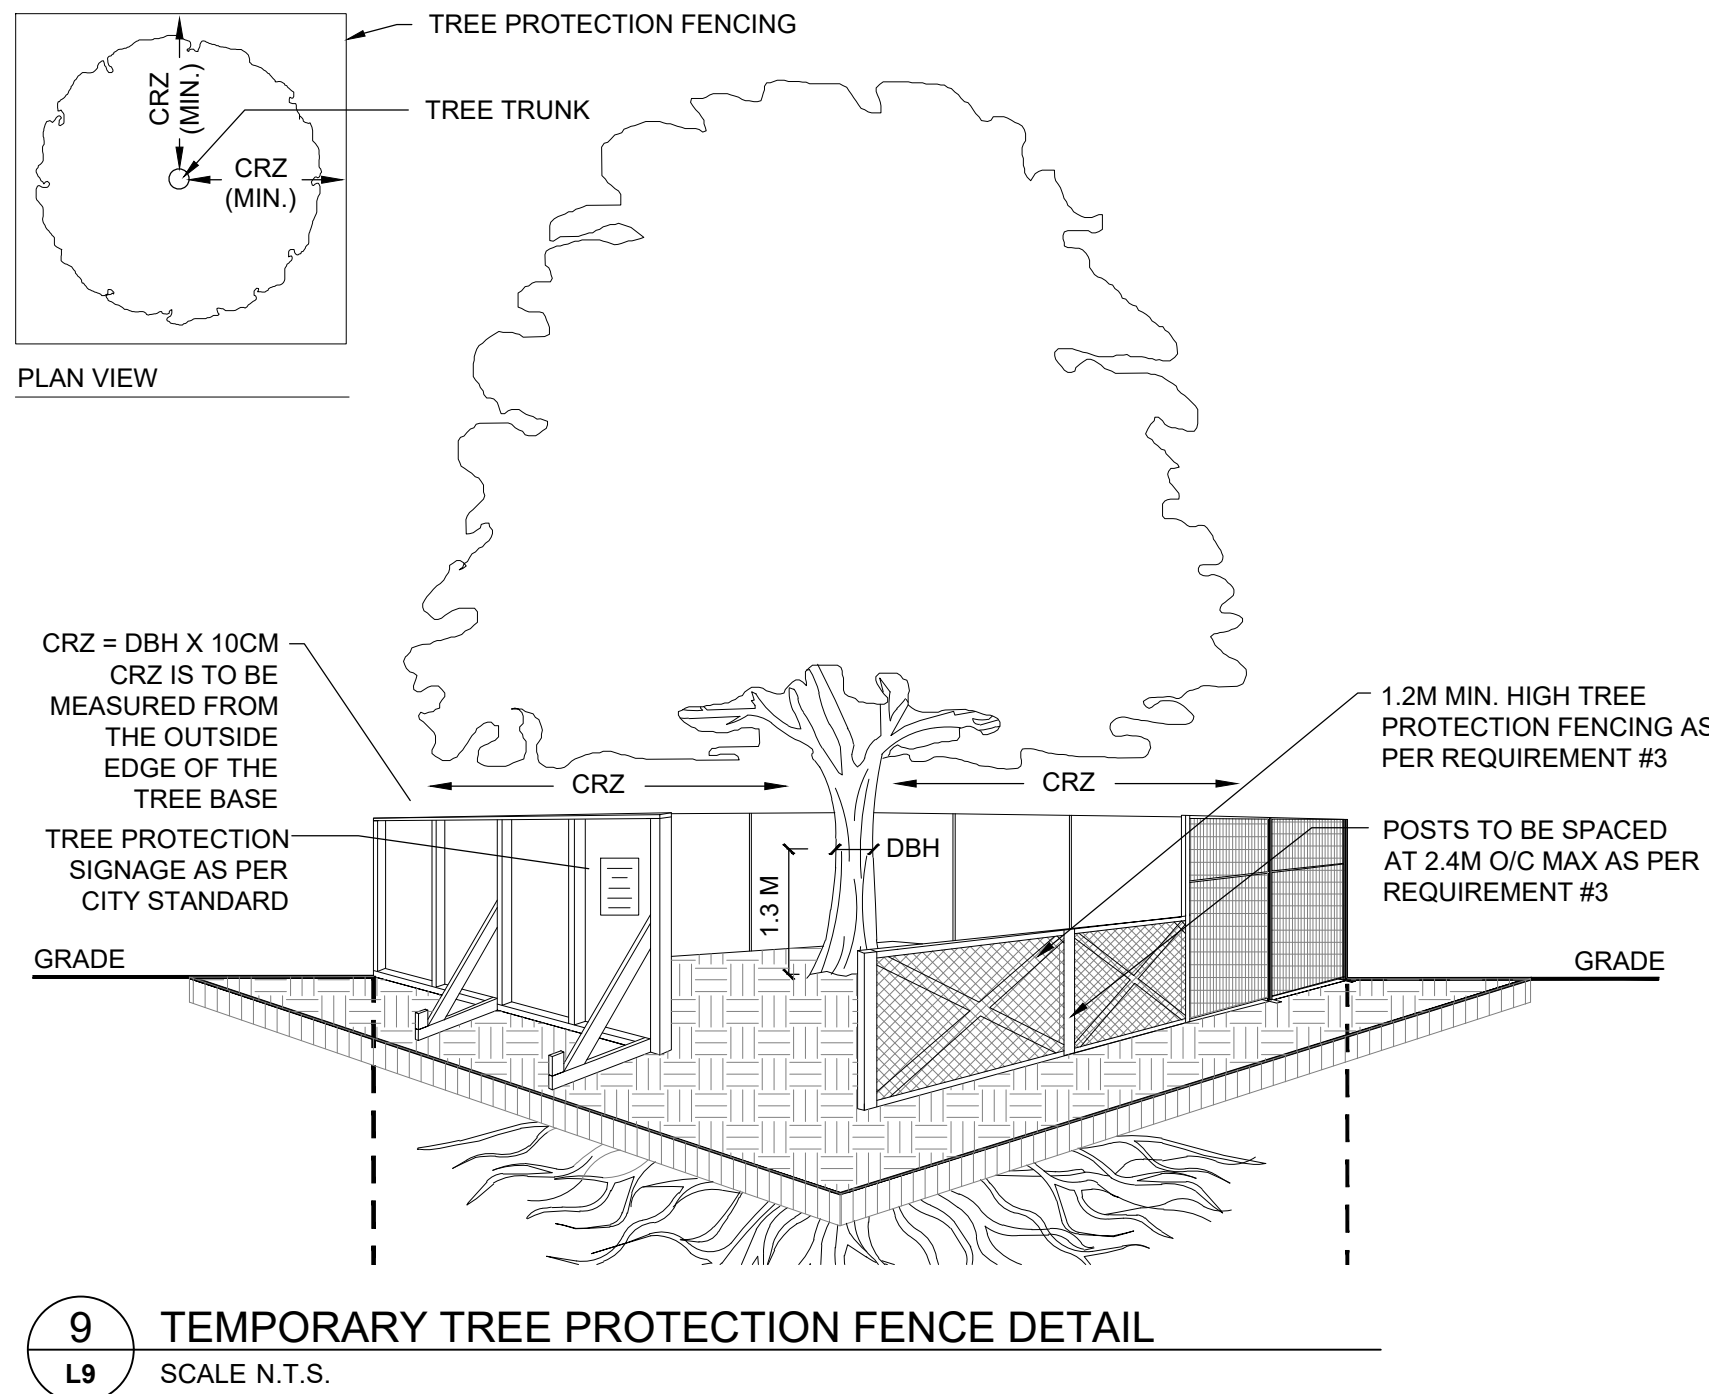 TREE PROTECTION FENCING
CRZ
(MIN.)
TREE TRUNK
CRZ
(MIN.)
PLAN VIEW
CRZ = DBH X 10CM
CRZ IS TO BE
MEASURED FROM
THE OUTSIDE
EDGE OF THE
TREE BASE
TREE PROTECTION
SIGNAGE AS PER
CITY STANDARD
CRZ
CRZ
1.2M MIN. HIGH TREE
PROTECTION FENCING AS
PER REQUIREMENT #3
POSTS TO BE SPACED
AT 2.4M O/C MAX AS PER
REQUIREMENT #3
DBH
1.3 M
GRADE
GRADE
9
L9
TEMPORARY TREE PROTECTION FENCE DETAIL
SCALE N.T.S.